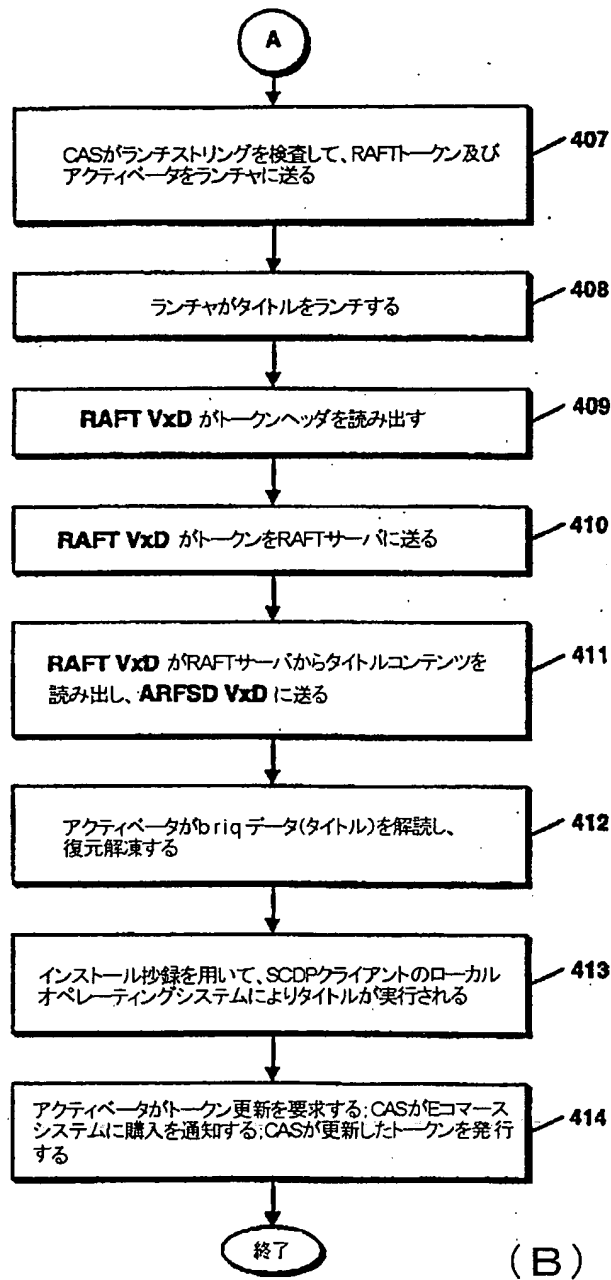 A
CASがランチストリングを検査して、RAFTトークン及び
アクティベータをランチャに送る
407
ランチャがタイトルをランチする
408
RAFT VxD がトークンヘッダを読み出す
409
RAFT VxD がトークンをRAFTサーバに送る
410
RAFT VxD がRAFTサーバからタイトルコンテンツを
読み出し、ARFSD VxD に送る
411
アクティベータがbriqデータ(タイトル)を解読し、
復元解凍する
412
インストール抄録を用いて、SCDPクライアントのローカル
オペレーティングシステムによりタイトルが実行される
413
アクティベータがトークン更新を要求する;CASがEコマース
システムに購入を通知する;CASが更新したトークンを発行
する
414
終了
(B)